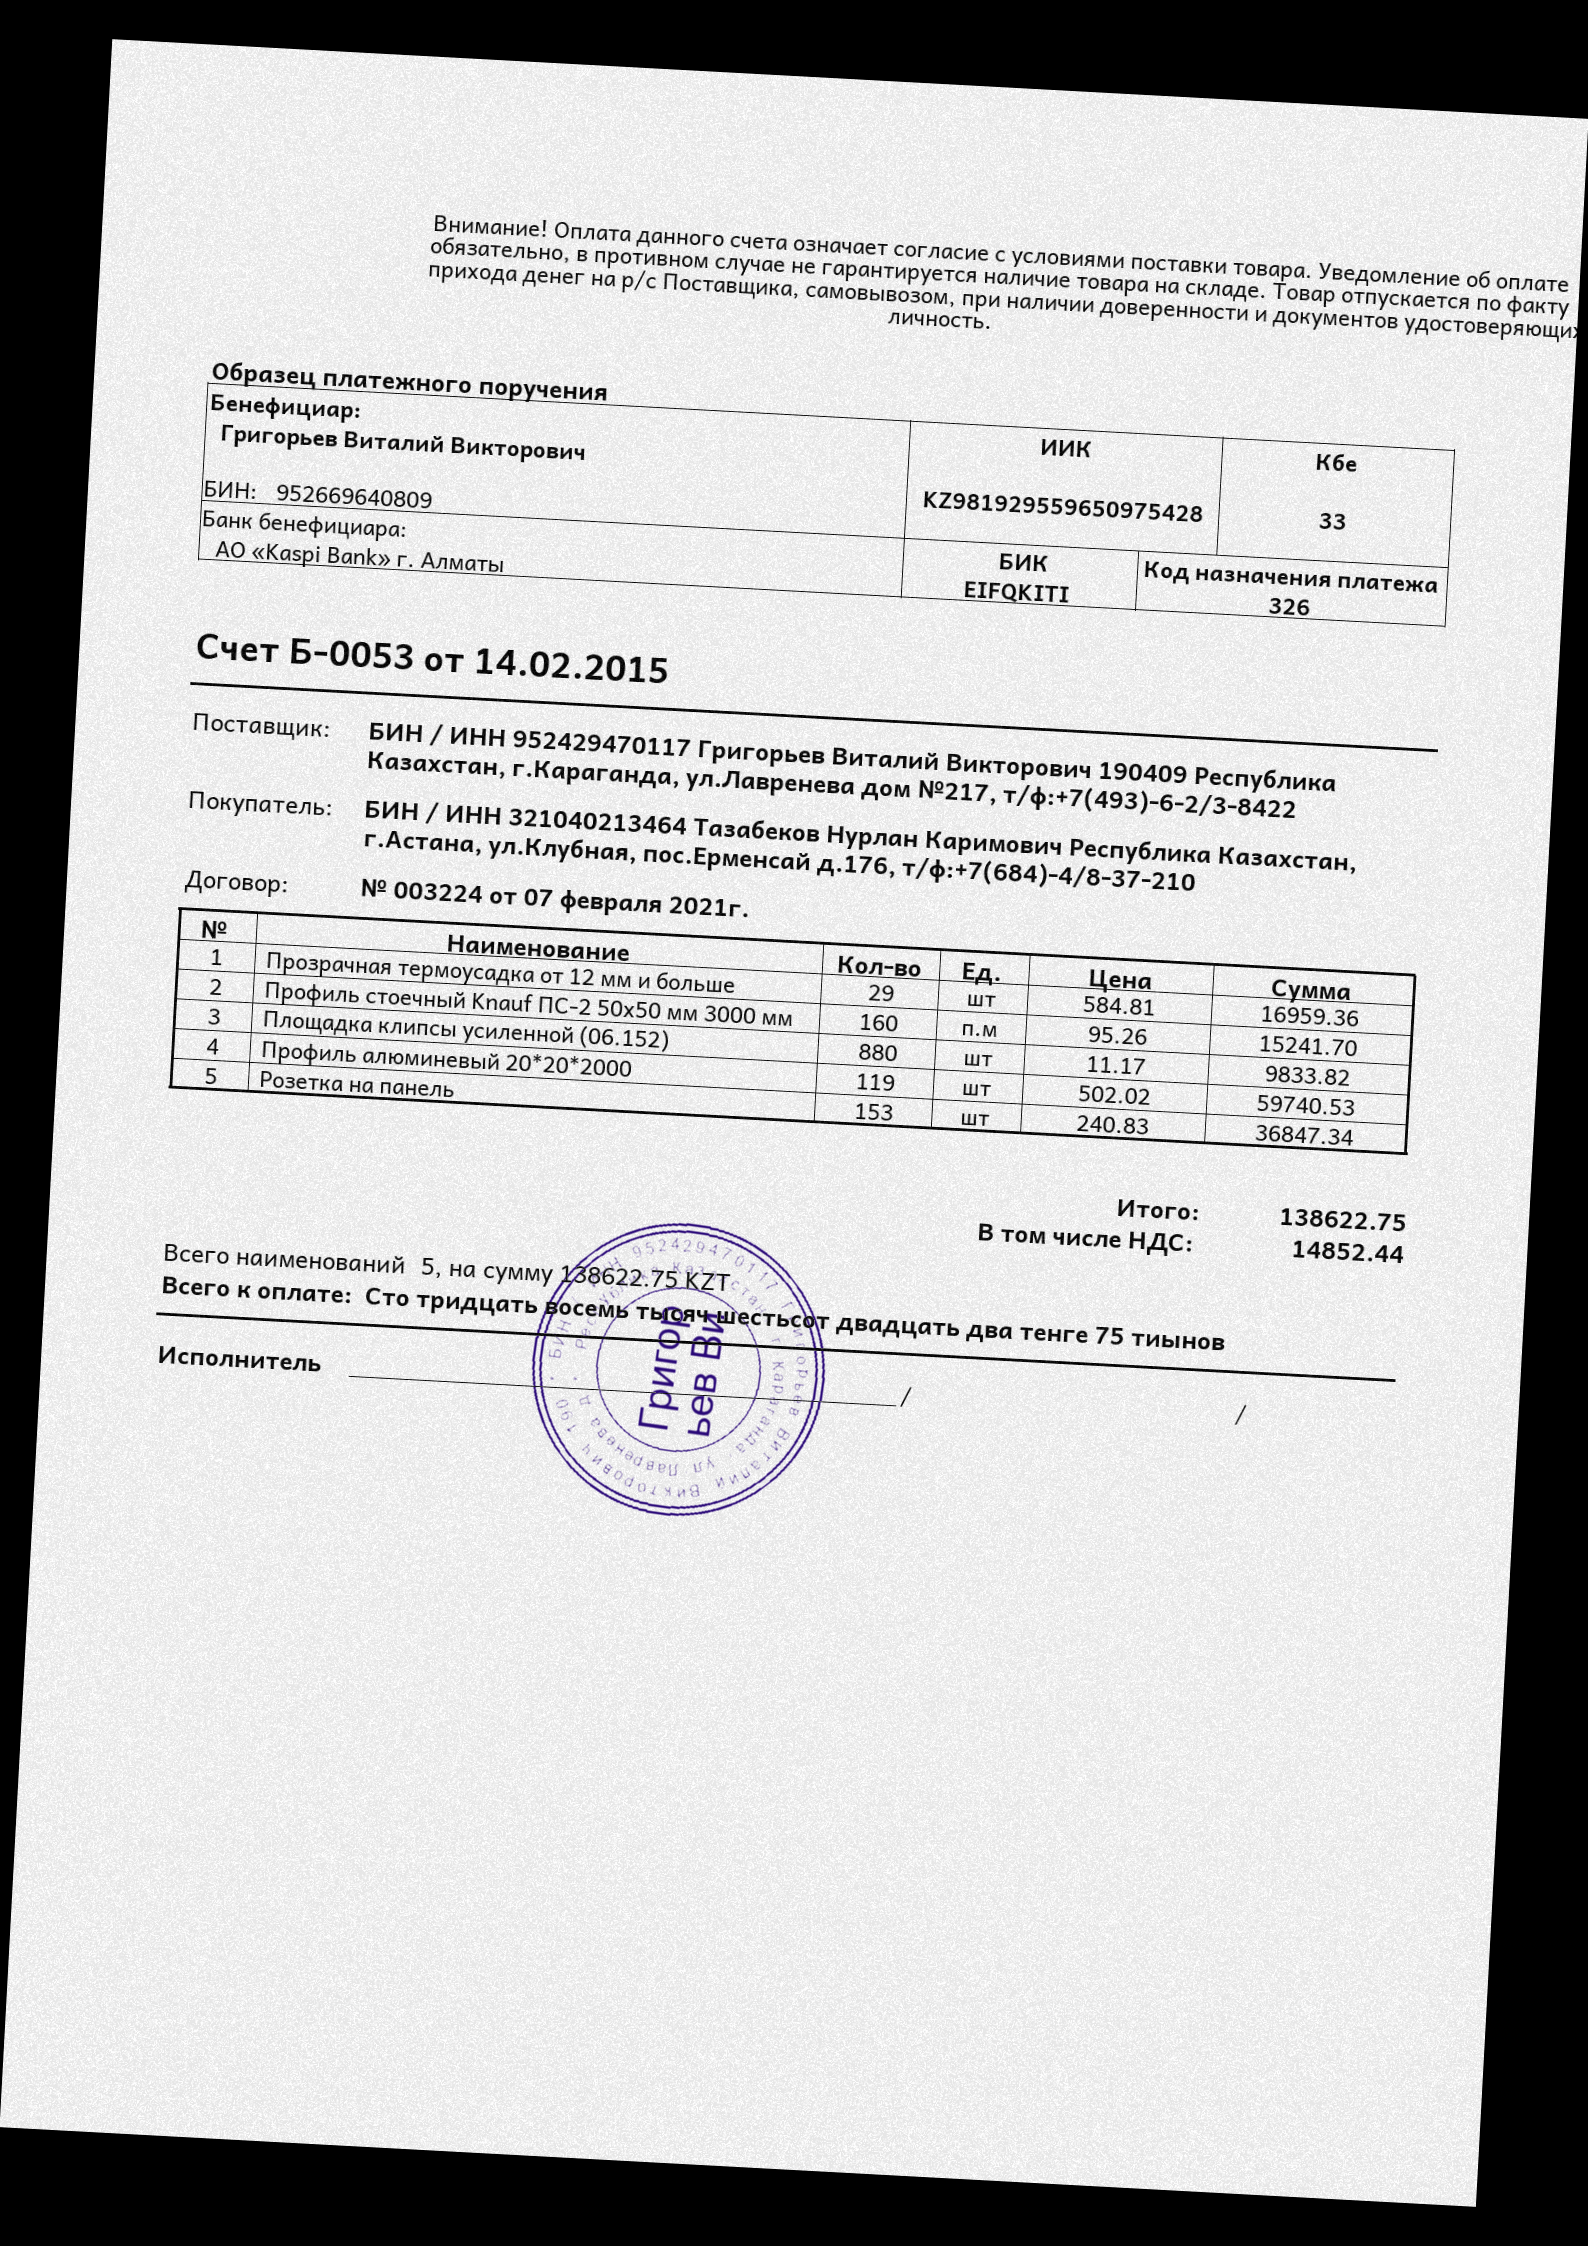 Внимание! Оплата данного счета означает согласие с условиями поставки товара. Уведомление об оплате
обязательно, в противном случае не гарантируется наличие товара на складе. Товар отпускается по факту
прихода денег на р/с Поставщика, самовывозом, при наличии доверенности и документов удостоверяющих
личность.
Образец платежного поручения
Бенефициар: ИИК Кбе
Григорьев Виталий Викторович
БИН: 952669640809 KZ981929559650975428 33
Банк бенефициара: БИК Код назначения платежа
АО «Kaspi Bank» г. Алматы EIFQKITI 326
Счет Б-0053 от 14.02.2015
Поставщик: БИН / ИНН 952429470117 Григорьев Виталий Викторович 190409 Республика
Казахстан, г.Караганда, ул.Лавренева дом №217, т/ф:+7(493)-6-2/3-8422
Покупатель: БИН / ИНН 321040213464 Тазабеков Нурлан Каримович Республика Казахстан,
г.Астана, ул.Клубная, пос.Ерменсай д.176, т/ф:+7(684)-4/8-37-210
Договор: № 003224 от 07 февраля 2021г.
№ Наименование Кол-во Ед. Цена Сумма
1 Прозрачная термоусадка от 12 мм и больше 29 шт 584.81 16959.36
2 Профиль стоечный Knauf ПС-2 50x50 мм 3000 мм 160 п.м 95.26 15241.70
3 Площадка клипсы усиленной (06.152) 880 шт 11.17 9833.82
4 Профиль алюминевый 20*20*2000 119 шт 502.02 59740.53
5 Розетка на панель 153 шт 240.83 36847.34
Итого: 138622.75
В том числе НДС: 14852.44
Всего наименований 5, на сумму 138622.75 KZT
Всего к оплате: Сто тридцать восемь тысяч шестьсот двадцать два тенге 75 тиынов
Исполнитель / /
БИН / ИНН 952429470117 Григорьев Виталий Викторович 190
Республика Казахстан г Караганда ул Лавренева д
Григор
ьев Ви